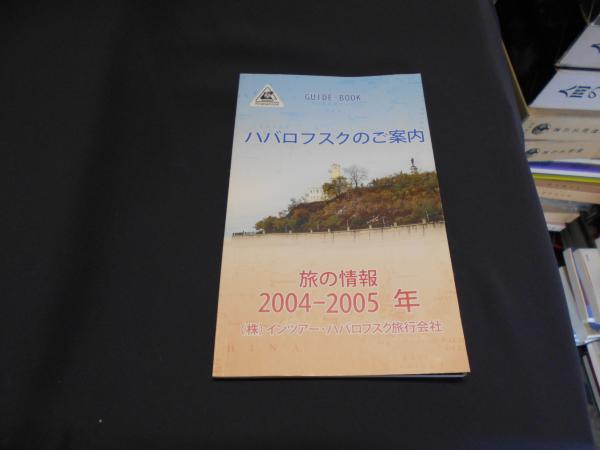 GUIDE-BOOK
ハバロフスクのご案内
旅の情報
2004-2005 年
(株)インツアー・ハバロフスク旅行会社